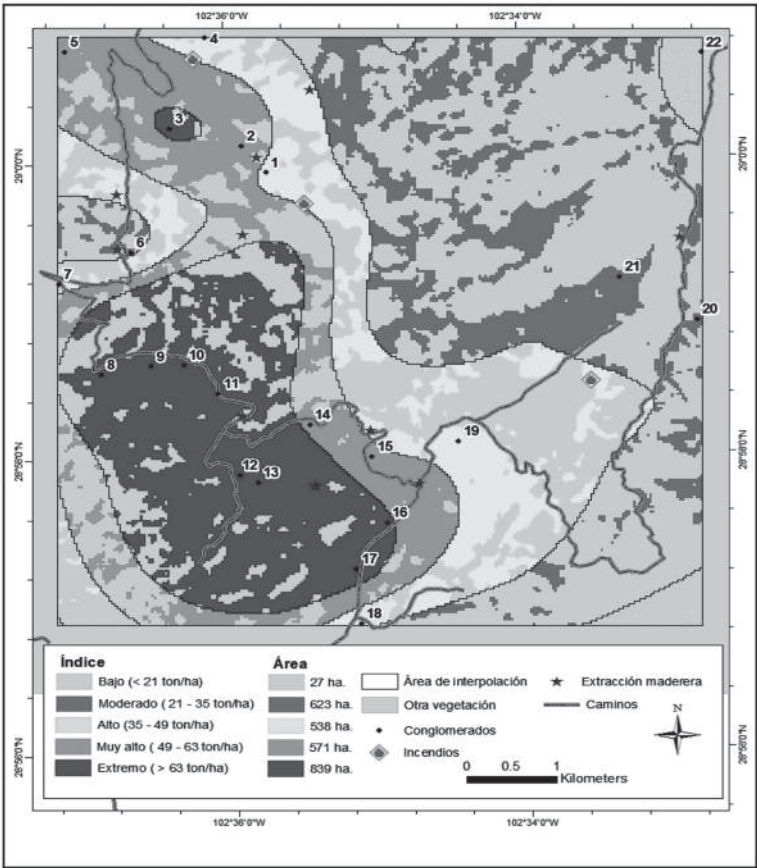 102°36'0"W 102°34'0"W
5
4
22
3
2
1
29°0'0"N 29°0'0"N
6
7
21
20
8
9
10
11
14
15
19
28°58'0"N 28°58'0"N
12
13
16
17
18
Índice
Bajo (< 21 ton/ha)
Moderado ( 21 - 35 ton/ha)
Alto (35 - 49 ton/ha)
Muy alto ( 49 - 63 ton/ha)
Extremo ( > 63 ton/ha)
Área
27 ha.
623 ha.
538 ha.
571 ha.
839 ha.
Área de interpolación
Otra vegetación
Conglomerados
Incendios
Extracción maderera
Caminos
N
0 0.5 1
Kilometers
28°56'0"N 28°56'0"N
102°36'0"W 102°34'0"W